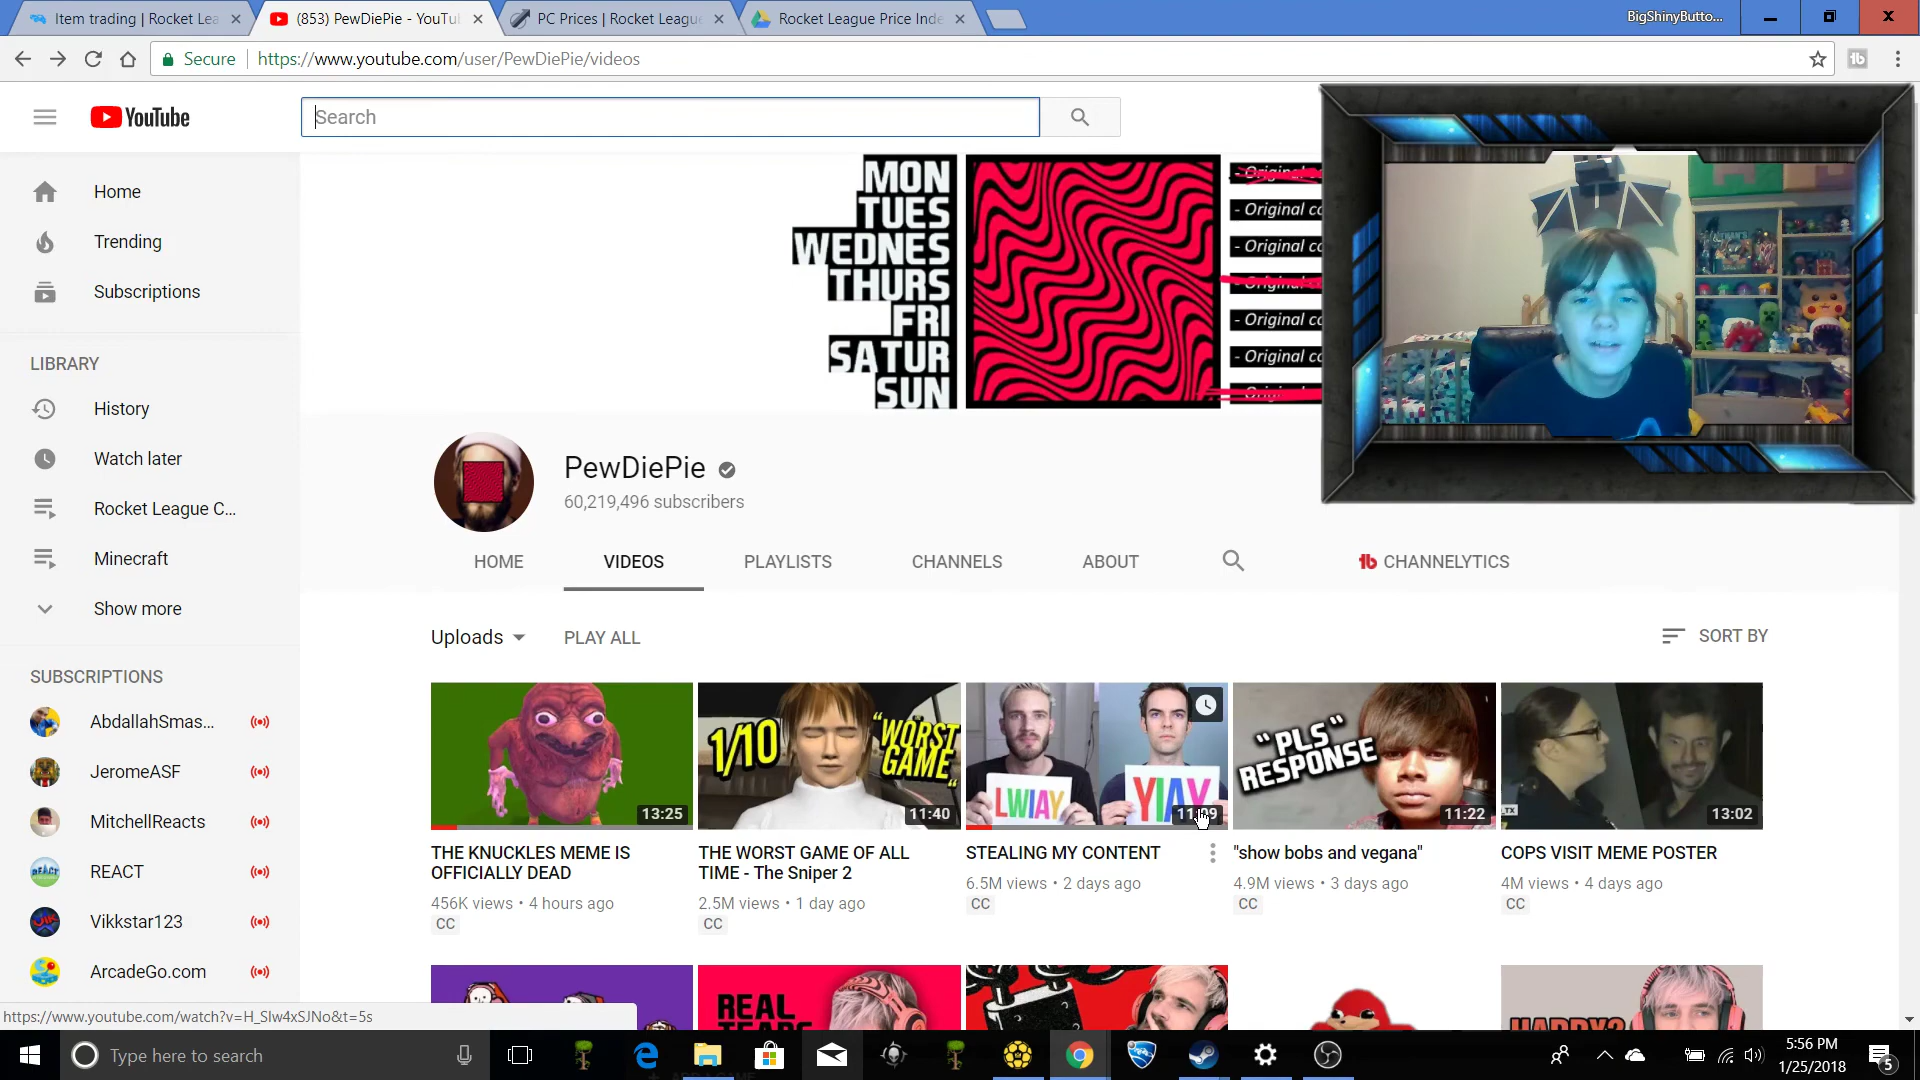 Item trading | Rocket Lea
(853) PewDiePie - YouTu
PC Prices | Rocket League
Rocket League Price Inde
BigShinyButto...
Secure
https://www.youtube.com/user/PewDiePie/videos
YouTube
Search
Home
Trending
Subscriptions
LIBRARY
History
Watch later
Rocket League C...
Minecraft
Show more
SUBSCRIPTIONS
AbdallahSmas...
JeromeASF
MitchellReacts
REACT
Vikkstar123
ArcadeGo.com
MON
TUES
WEDNES
THURS
FRI
SATUR
SUN
- Original c
- Original co
- Original co
- Original c
- Original co
- Original co
PewDiePie
60,219,496 subscribers
HOME
VIDEOS
PLAYLISTS
CHANNELS
ABOUT
CHANNELYTICS
Uploads
PLAY ALL
SORT BY
13:25
1/10
"WORST
GAME"
11:40
LWIAY
YIAY
"PLS"
RESPONSE
11:22
13:02
THE KNUCKLES MEME IS
OFFICIALLY DEAD
456K views • 4 hours ago
CC
THE WORST GAME OF ALL
TIME - The Sniper 2
2.5M views • 1 day ago
CC
STEALING MY CONTENT
6.5M views • 2 days ago
CC
"show bobs and vegana"
4.9M views • 3 days ago
CC
COPS VISIT MEME POSTER
4M views • 4 days ago
CC
REAL
TEARS
HAPPY?
https://www.youtube.com/watch?v=H_SIw4xSJNo&t=5s
Type here to search
5:56 PM
1/25/2018
5